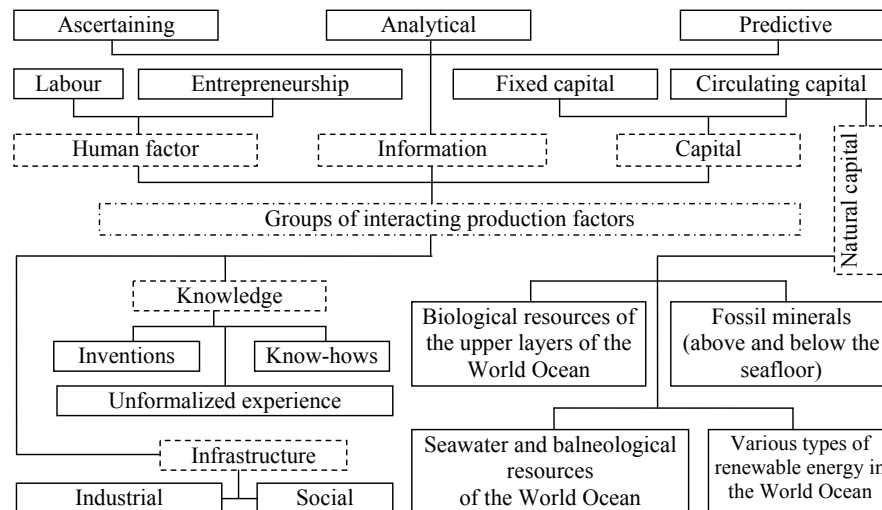 Ascertaining
Analytical
Predictive
Labour
Entrepreneurship
Fixed capital
Circulating capital
Human factor
Information
Capital
Natural capital
Groups of interacting production factors
Knowledge
Inventions
Know-hows
Unformalized experience
Biological resources of
the upper layers of the
World Ocean
Fossil minerals
(above and below the
seafloor)
Infrastructure
Industrial
Social
Seawater and balneological
resources
of the World Ocean
Various types of
renewable energy in
the World Ocean